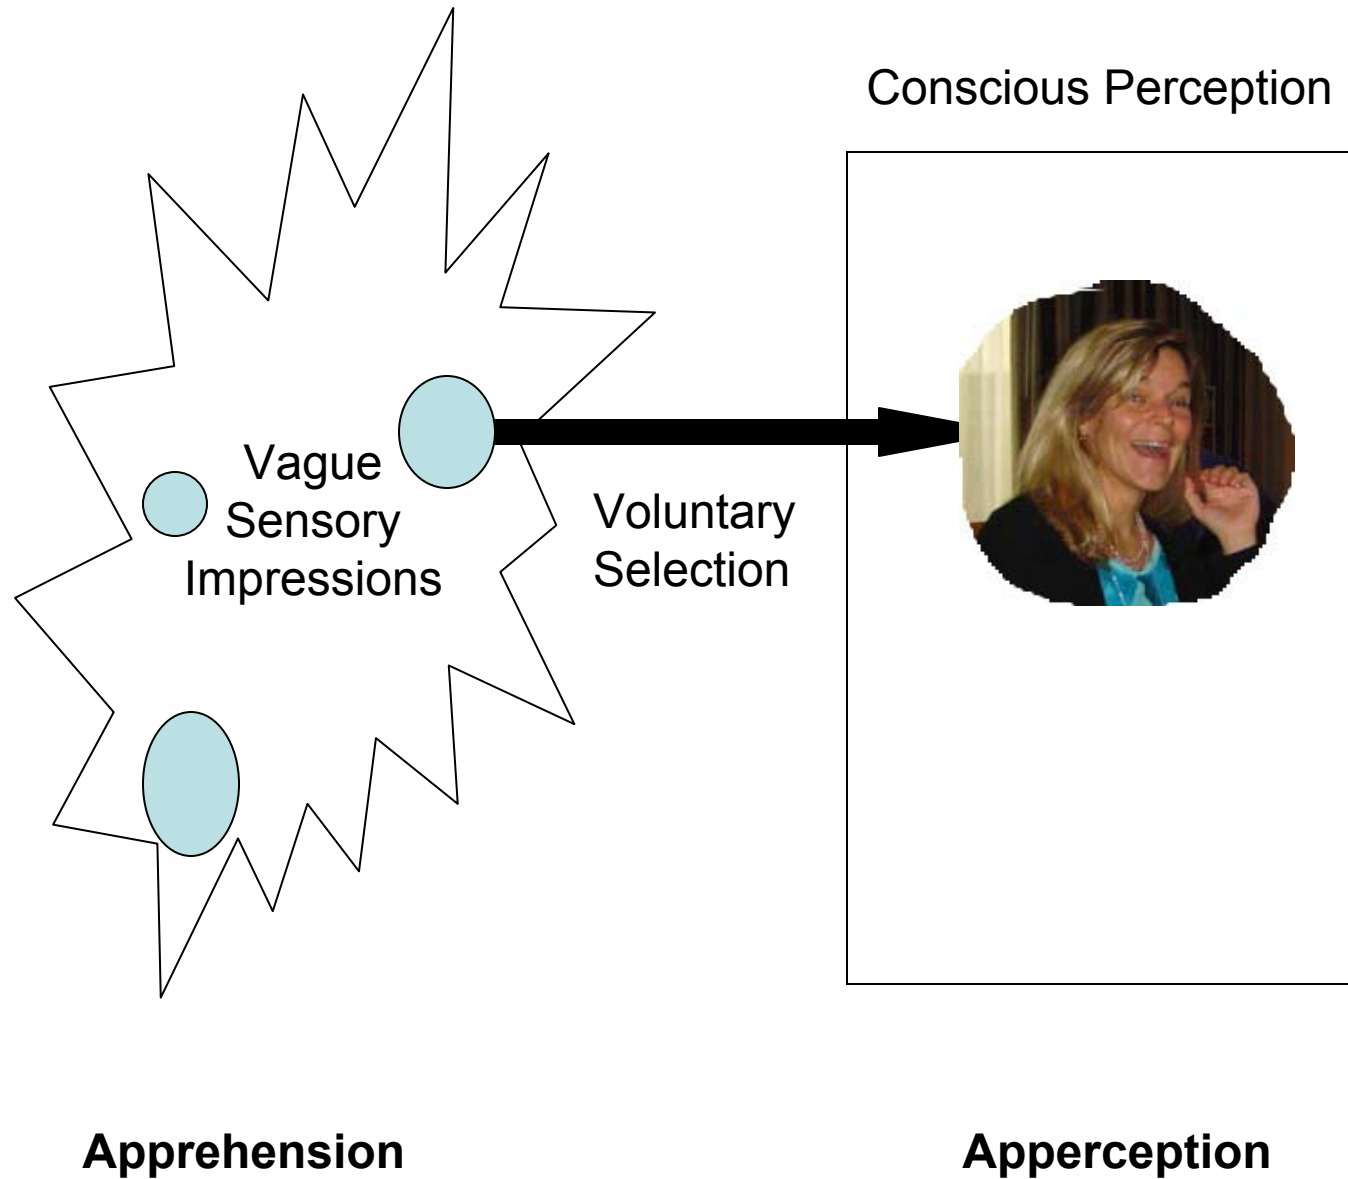 Conscious Perception
Vague
Sensory
Impressions
Voluntary
Selection
Apprehension
Apperception